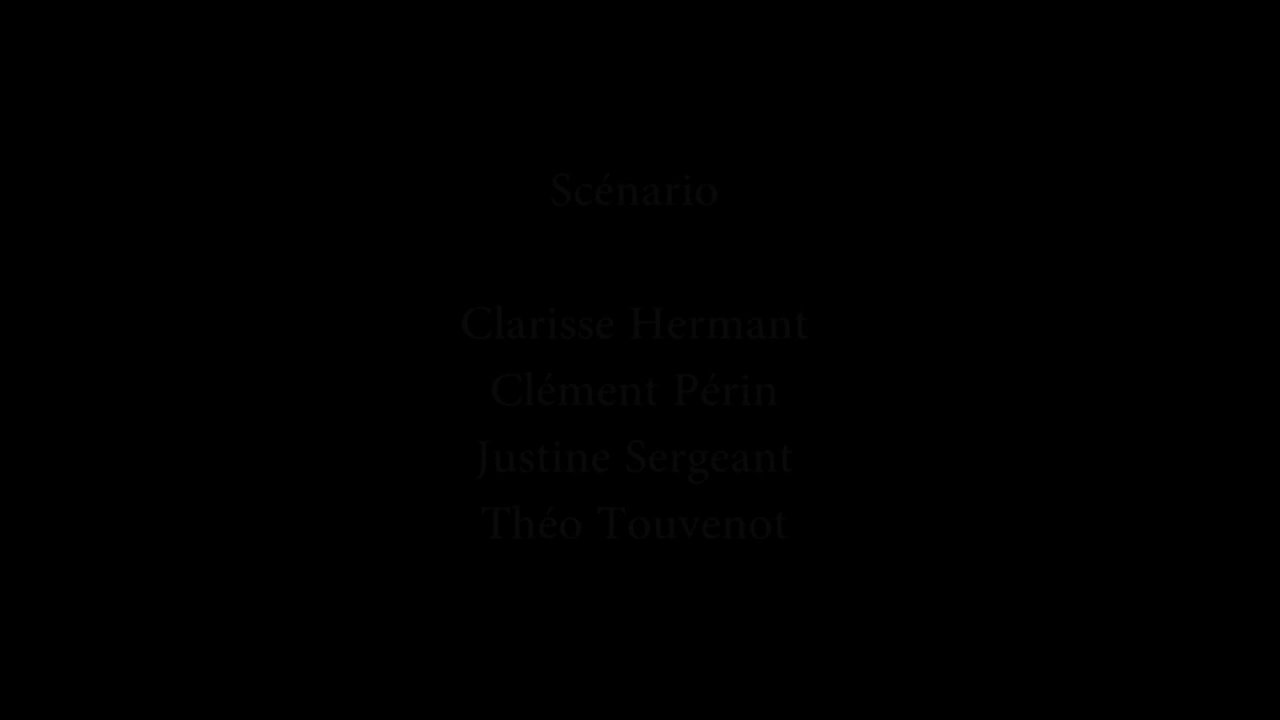 Scénario
Clarisse Hermant
Clément Périn
Justine Sergeant
Théo Touvenot